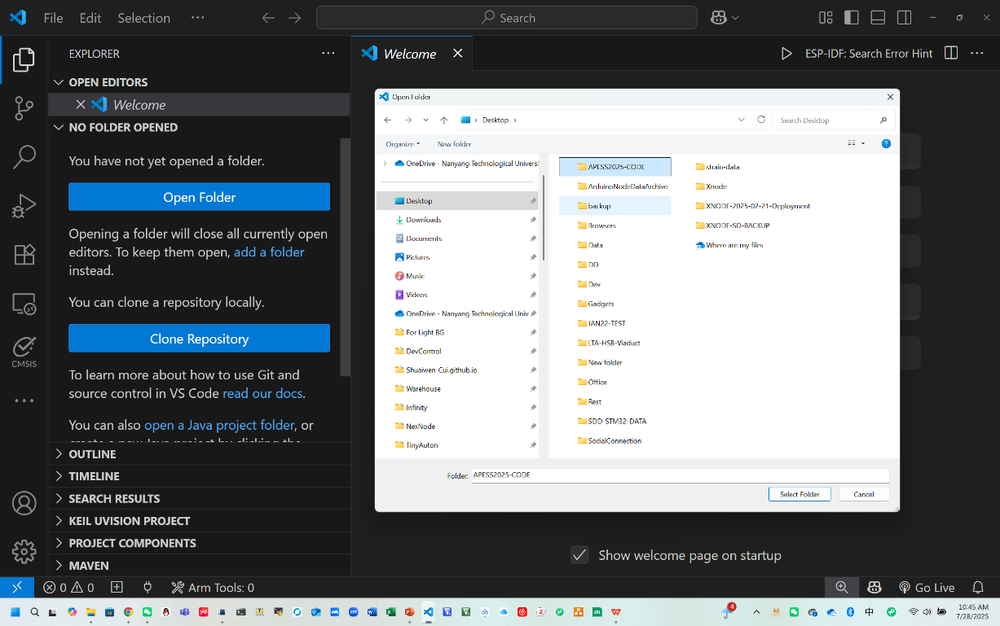 File Edit Selection ··· Search
EXPLORER ···
OPEN EDITORS
Welcome
NO FOLDER OPENED
You have not yet opened a folder.
Open Folder
Opening a folder will close all currently open
editors. To keep them open, add a folder
instead.
You can clone a repository locally.
Clone Repository
To learn more about how to use Git and
source control in VS Code read our docs.
You can also open a Java project folder, or
create a new Java project by clicking the
OUTLINE
TIMELINE
SEARCH RESULTS
KEIL UVISION PROJECT
PROJECT COMPONENTS
MAVEN
CMSIS
Welcome
ESP-IDF: Search Error Hint
Open Folder
Desktop
Search Desktop
Organize
New folder
OneDrive - Nanyang Technological Universi
Desktop
Downloads
Documents
Pictures
Music
Videos
OneDrive - Nanyang Technological Univ
For Light BG
DevControl
Shuaiwen-Cui.github.io
Warehouse
Infinity
NexNode
TinyAuton
APESS2025-CODE
ArduinoNodeDataArchive
backup
Browsers
Data
DD
Dev
Gadgets
JAN22-TEST
LTA-HSB-Viaduct
New folder
Office
Rest
SDD-STM32-DATA
SocialConnection
strain-data
Xnode
XNODE-2025-02-21-Deployment
XNODE-SD-BACKUP
Where are my files
Folder: APESS2025-CODE
Select Folder Cancel
Show welcome page on startup
0 0 Arm Tools: 0 Go Live
4 中 10:45 AM
7/28/2025